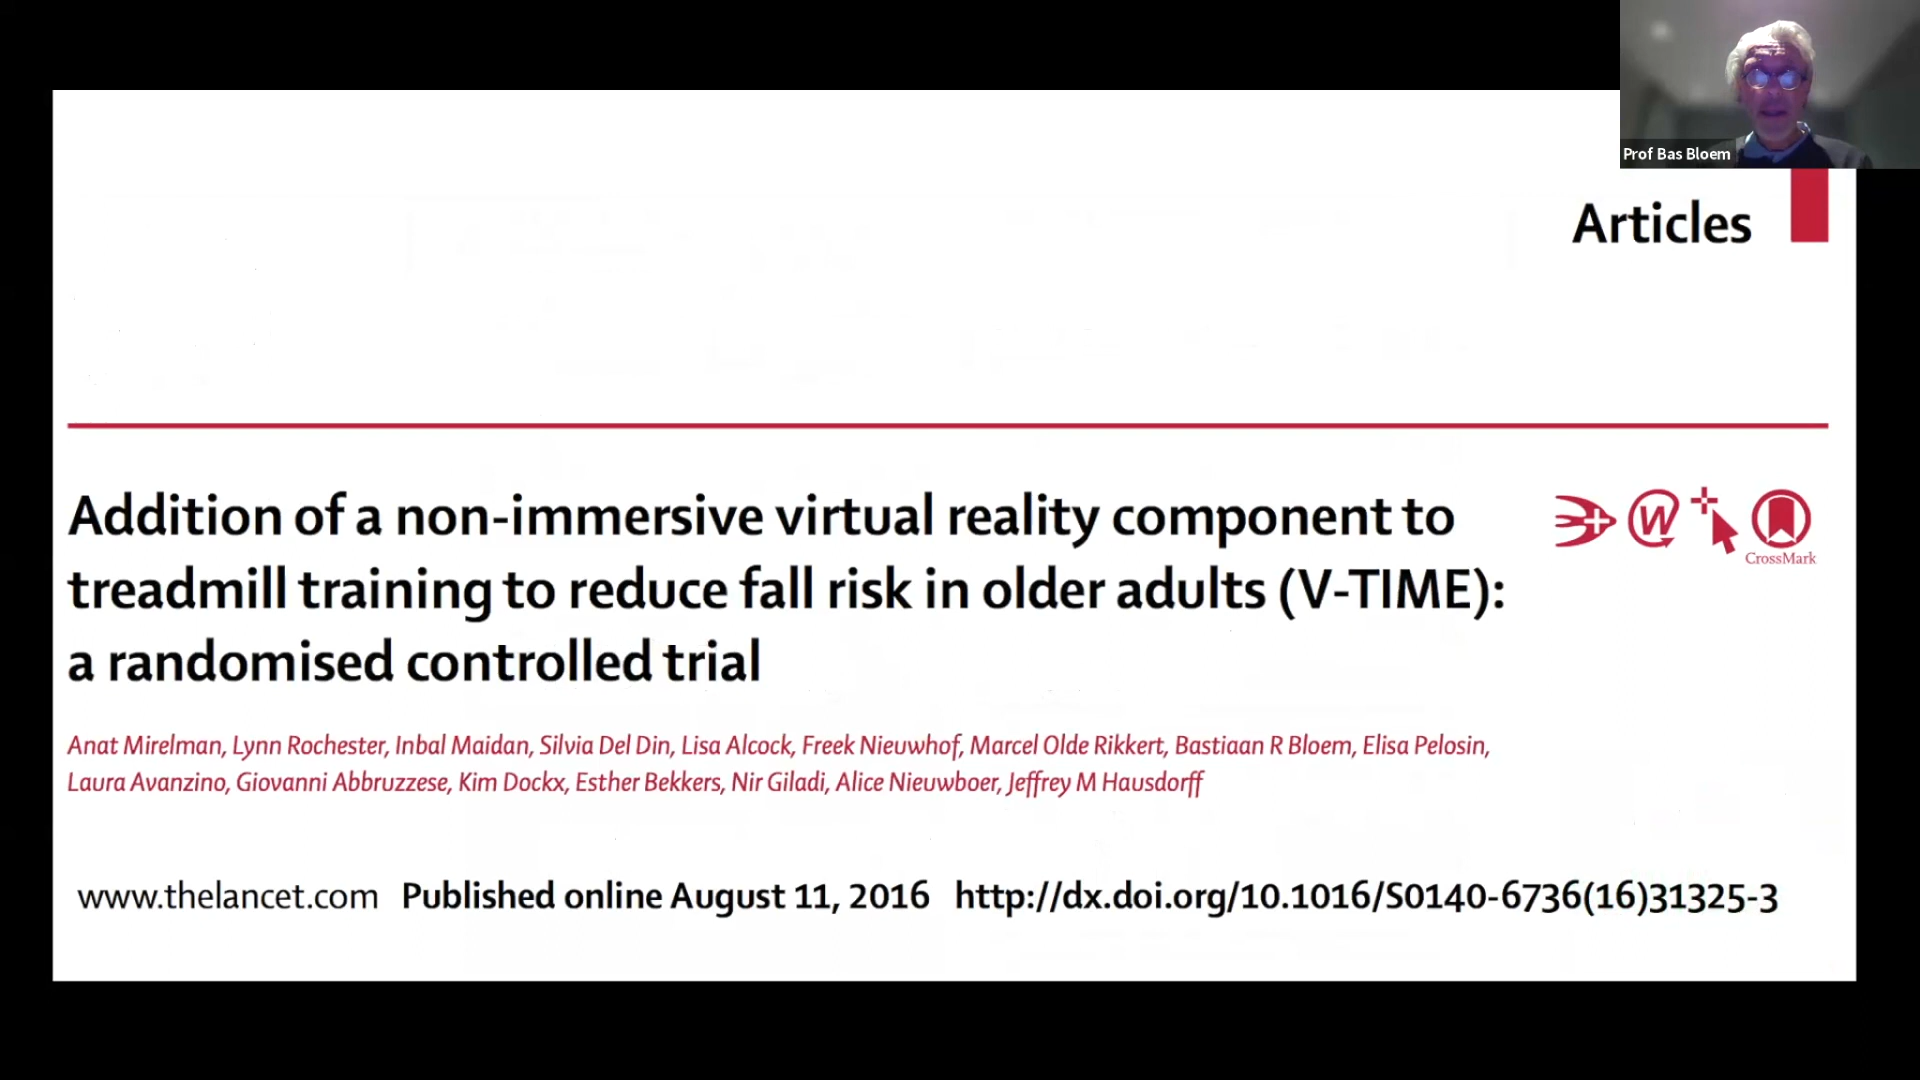 Prof Bas Bloem
Articles
Addition of a non-immersive virtual reality component to
treadmill training to reduce fall risk in older adults (V-TIME):
a randomised controlled trial
W
CrossMark
Anat Mirelman, Lynn Rochester, Inbal Maidan, Silvia Del Din, Lisa Alcock, Freek Nieuwhof, Marcel Olde Rikkert, Bastiaan R Bloem, Elisa Pelosin,
Laura Avanzino, Giovanni Abbruzzese, Kim Dockx, Esther Bekkers, Nir Giladi, Alice Nieuwboer, Jeffrey M Hausdorff
www.thelancet.com Published online August 11, 2016 http://dx.doi.org/10.1016/S0140-6736(16)31325-3